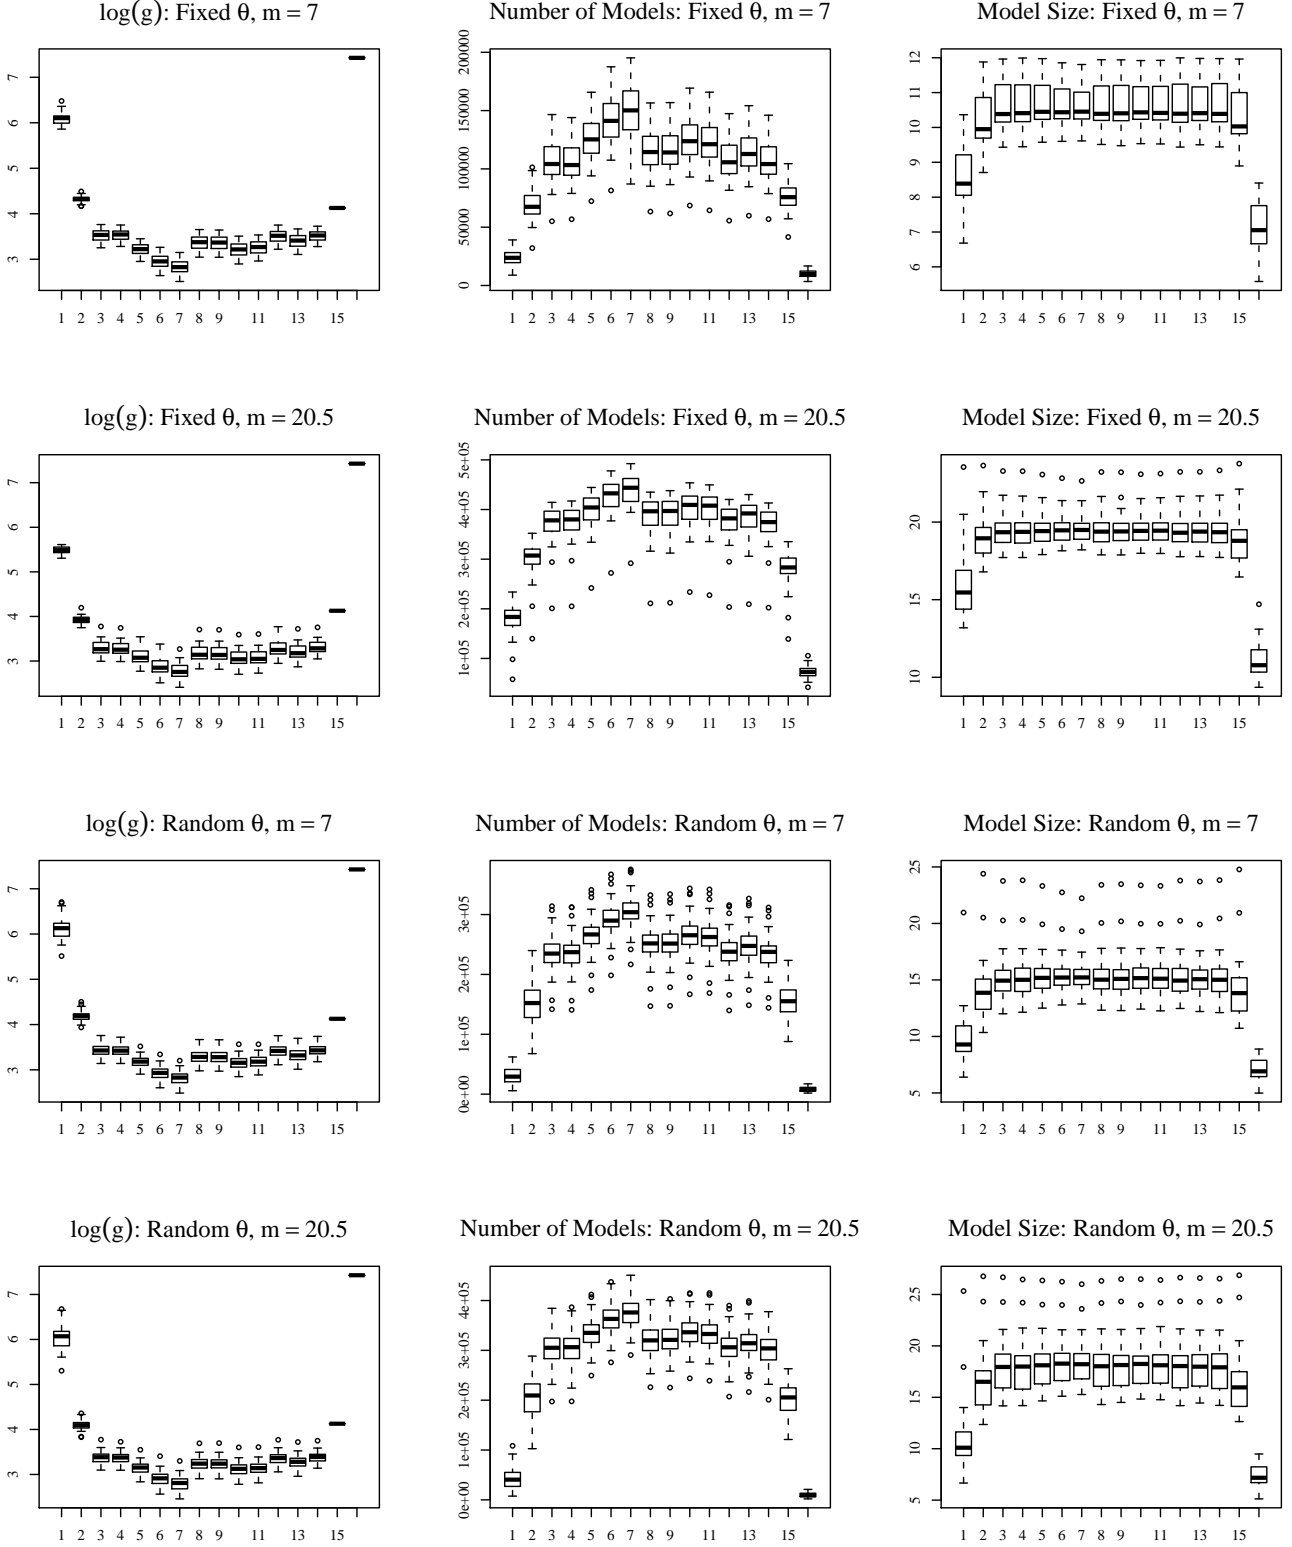 log(g): Fixed θ, m = 7
Number of Models: Fixed θ, m = 7
Model Size: Fixed θ, m = 7
3 4 5 6 7
0 50000 100000 150000 200000
6 7 8 9 10 11 12
1 2 3 4 5 6 7 8 9 11 13 15
1 2 3 4 5 6 7 8 9 11 13 15
1 2 3 4 5 6 7 8 9 11 13 15
log(g): Fixed θ, m = 20.5
Number of Models: Fixed θ, m = 20.5
Model Size: Fixed θ, m = 20.5
3 4 5 6 7
1e+05 2e+05 3e+05 4e+05 5e+05
10 15 20
1 2 3 4 5 6 7 8 9 11 13 15
1 2 3 4 5 6 7 8 9 11 13 15
1 2 3 4 5 6 7 8 9 11 13 15
log(g): Random θ, m = 7
Number of Models: Random θ, m = 7
Model Size: Random θ, m = 7
3 4 5 6 7
0e+00 1e+05 2e+05 3e+05
5 10 15 20 25
1 2 3 4 5 6 7 8 9 11 13 15
1 2 3 4 5 6 7 8 9 11 13 15
1 2 3 4 5 6 7 8 9 11 13 15
log(g): Random θ, m = 20.5
Number of Models: Random θ, m = 20.5
Model Size: Random θ, m = 20.5
3 4 5 6 7
0e+00 1e+05 2e+05 3e+05 4e+05
5 10 15 20 25
1 2 3 4 5 6 7 8 9 11 13 15
1 2 3 4 5 6 7 8 9 11 13 15
1 2 3 4 5 6 7 8 9 11 13 15